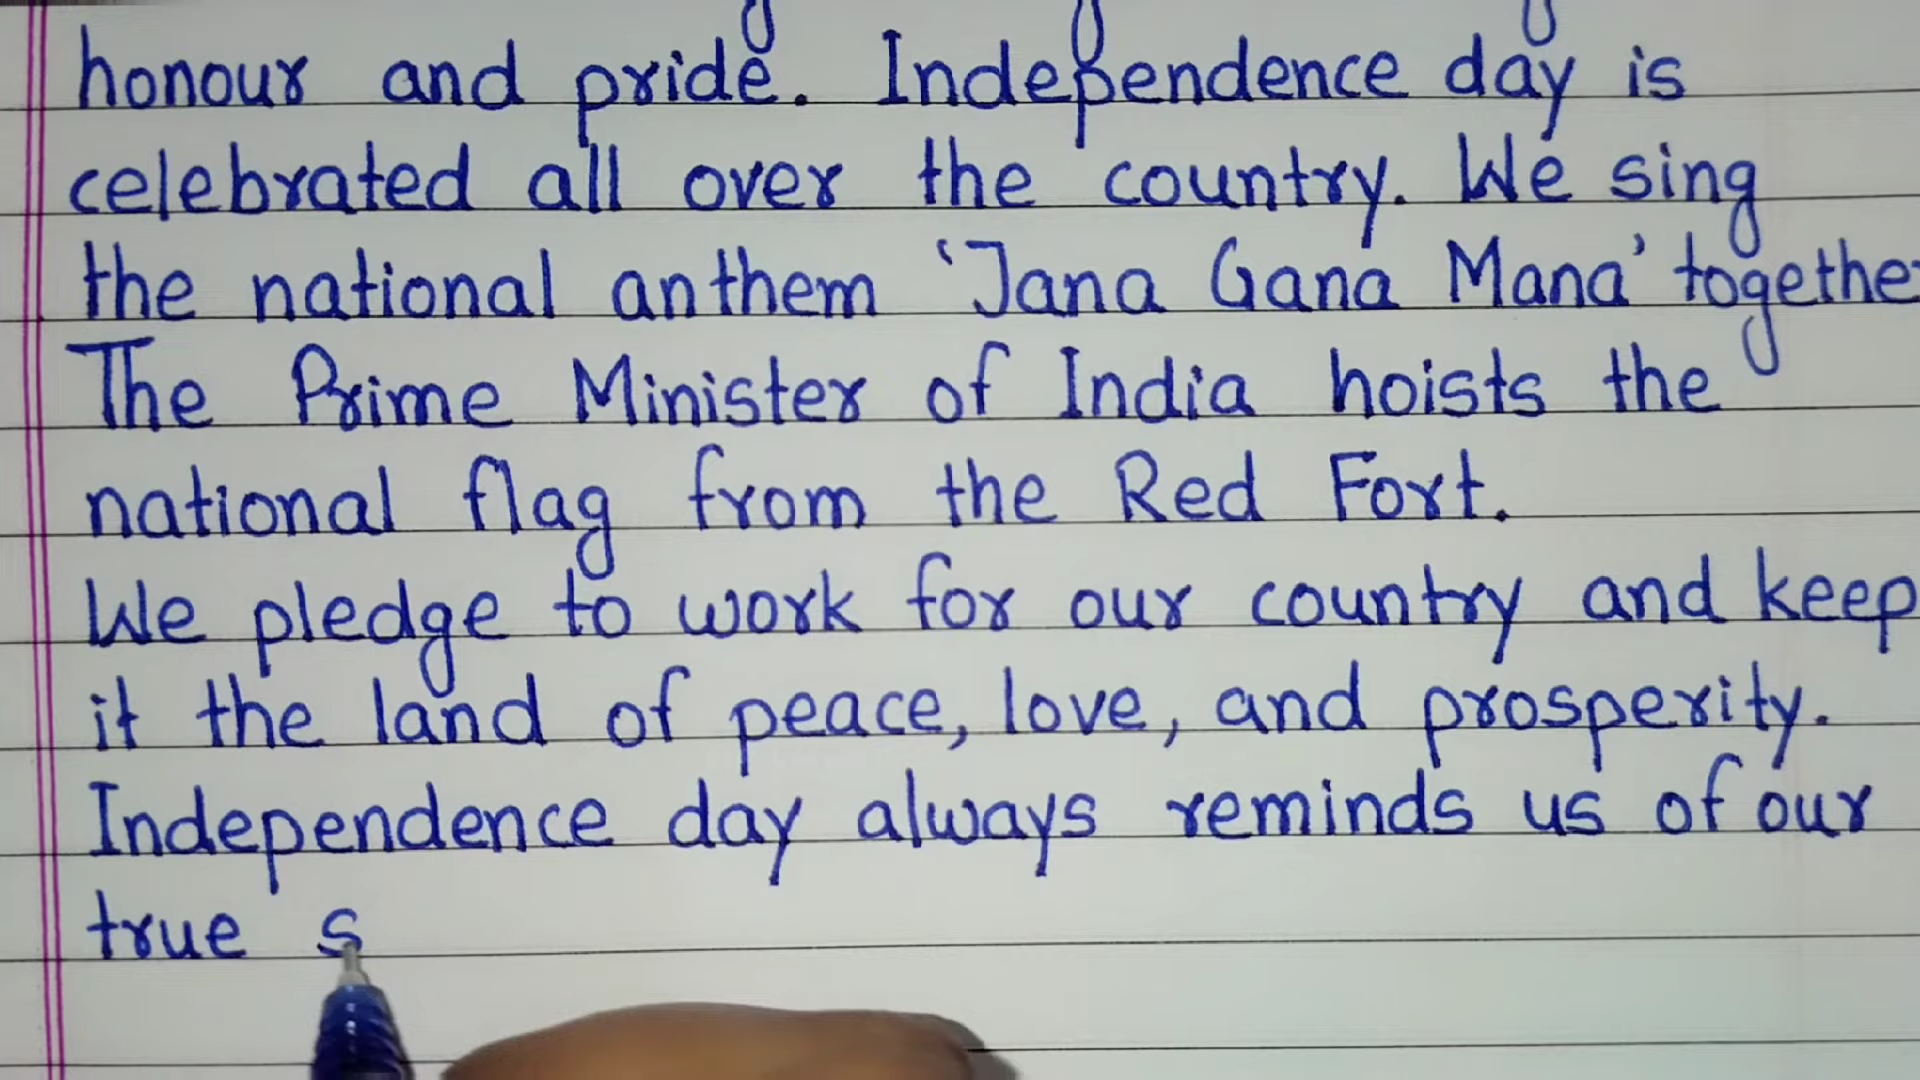 honour and pride. Independence day is
celebrated all over the country. We sing
the national anthem 'Jana Gana Mana' togethe
The Prime Minister of India hoists the
national flag from the Red Fort.
We pledge to work for our country and keep
it the land of peace, love, and prosperity.
Independence day always reminds us of our
true s